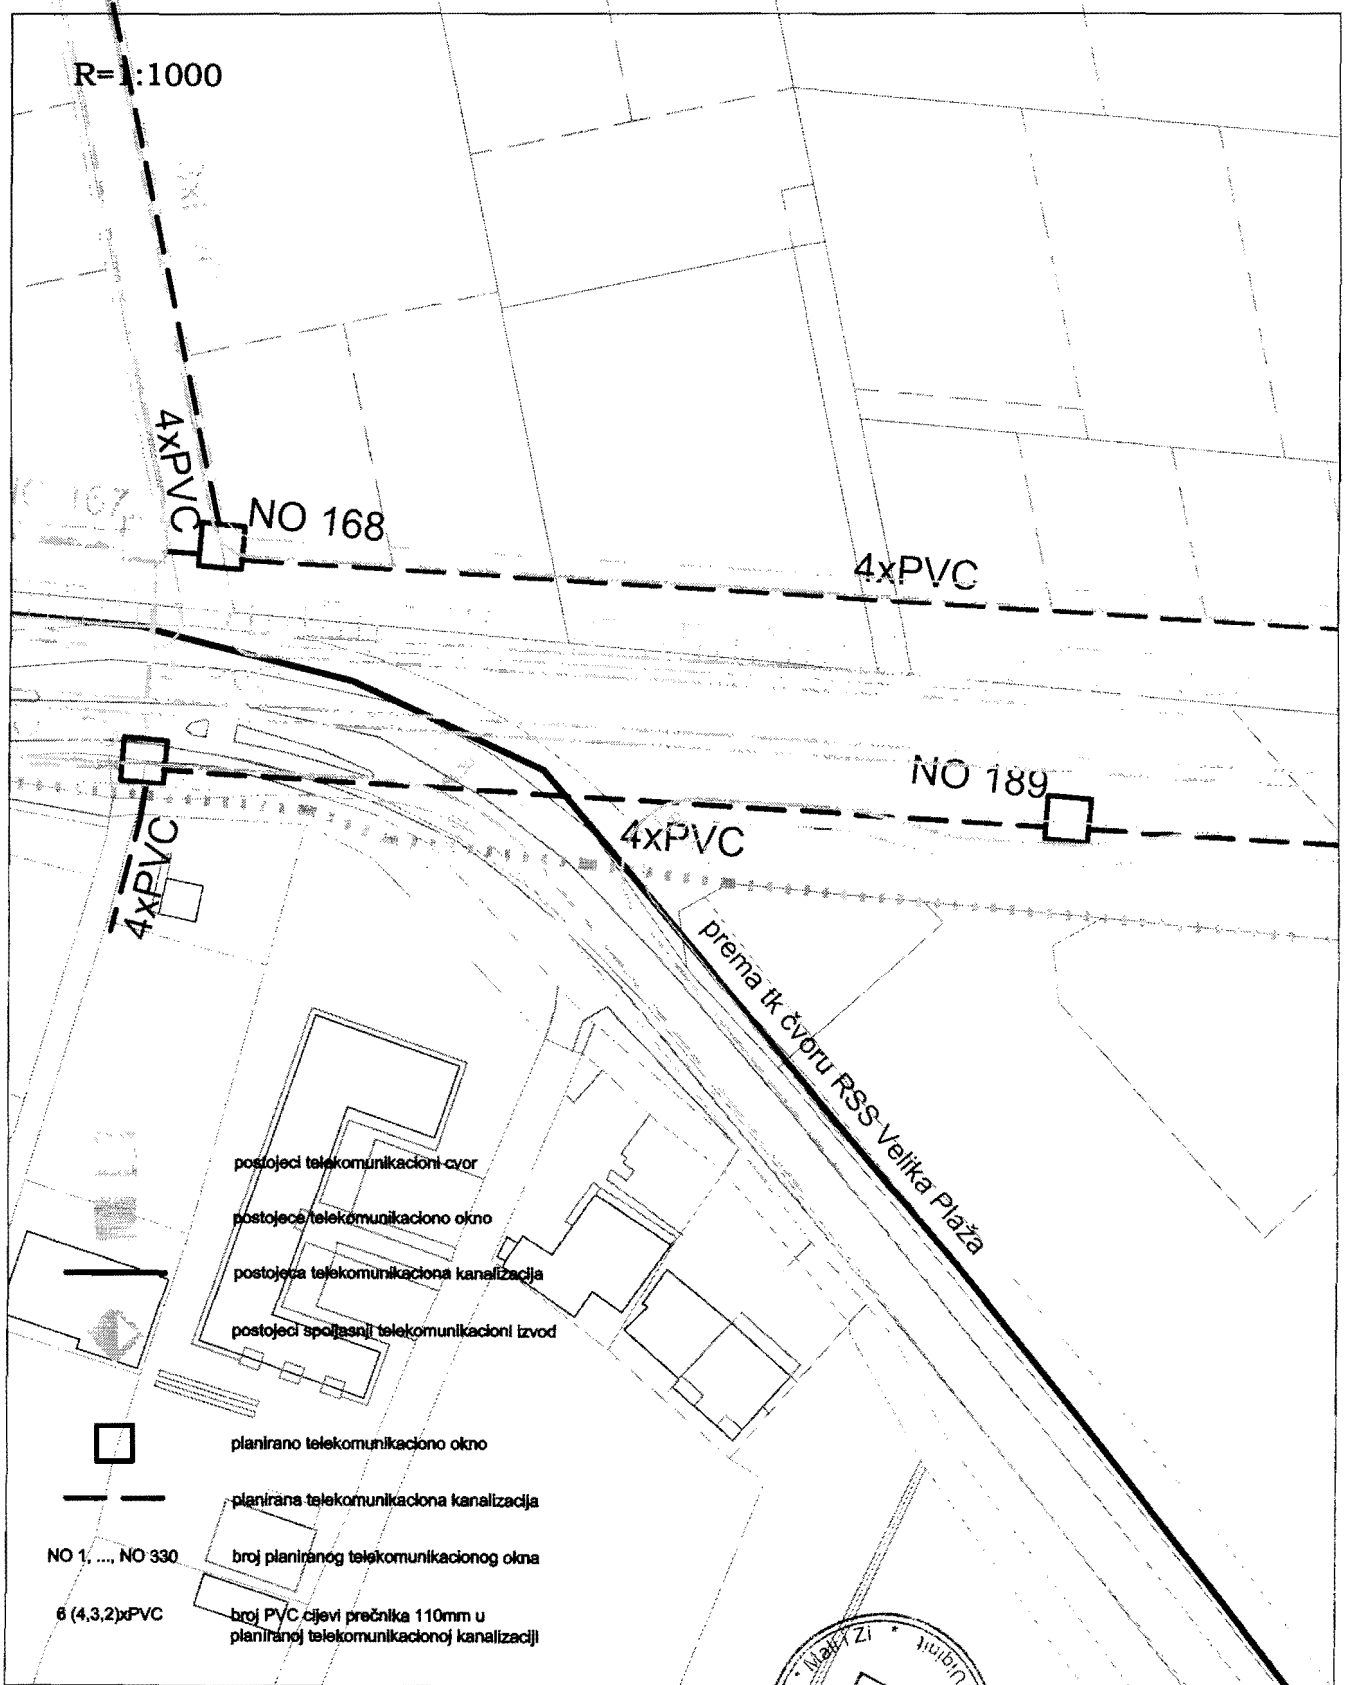 R=1:1000
4xPVC
NO 168
4xPVC
NO 189
4xPVC
4xPVC
prema tk čvoru RSS Velika Plaža
postojeci telekomunikacioni cvor
postojece telekomunikaciono okno
postojeca telekomunikaciona kanalizacija
postojeci spoljasnji telekomunikacioni izvod
planirano telekomunikaciono okno
planirana telekomunikaciona kanalizacija
NO 1, ..., NO 330 broj planiranog telekomunikacionog okna
6 (4,3,2)xPVC broj PVC cijevi prečnika 110mm u
planiranoj telekomunikacionoj kanalizaciji